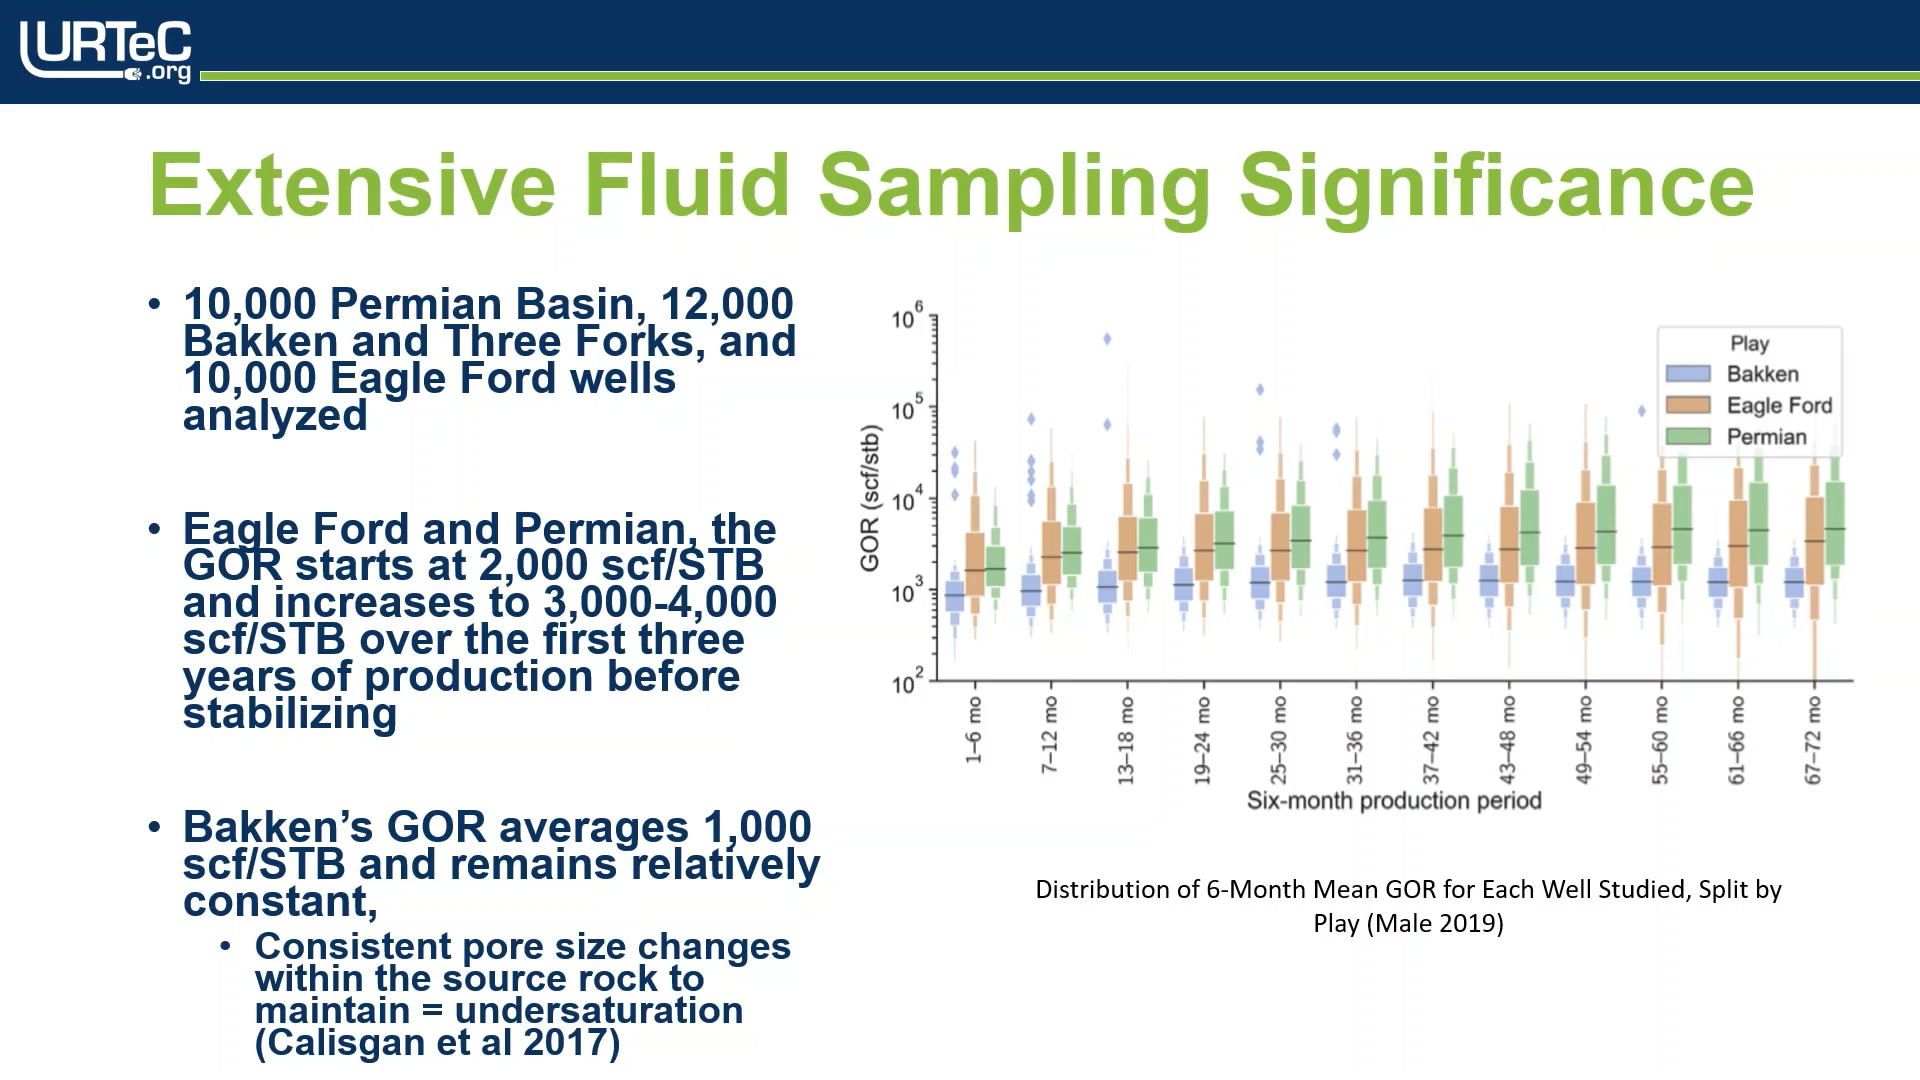 URTeC
.org
Extensive Fluid Sampling Significance
• 10,000 Permian Basin, 12,000
Bakken and Three Forks, and
10,000 Eagle Ford wells
analyzed
• Eagle Ford and Permian, the
GOR starts at 2,000 scf/STB
and increases to 3,000-4,000
scf/STB over the first three
years of production before
stabilizing
• Bakken’s GOR averages 1,000
scf/STB and remains relatively
constant,
• Consistent pore size changes
within the source rock to
maintain = undersaturation
(Calisgan et al 2017)
GOR (scf/stb)
10^6
10^5
10^4
10^3
10^2
Play
Bakken
Eagle Ford
Permian
1–6 mo
7–12 mo
13–18 mo
19–24 mo
25–30 mo
31–36 mo
37–42 mo
43–48 mo
49–54 mo
55–60 mo
61–66 mo
67–72 mo
Six-month production period
Distribution of 6-Month Mean GOR for Each Well Studied, Split by
Play (Male 2019)